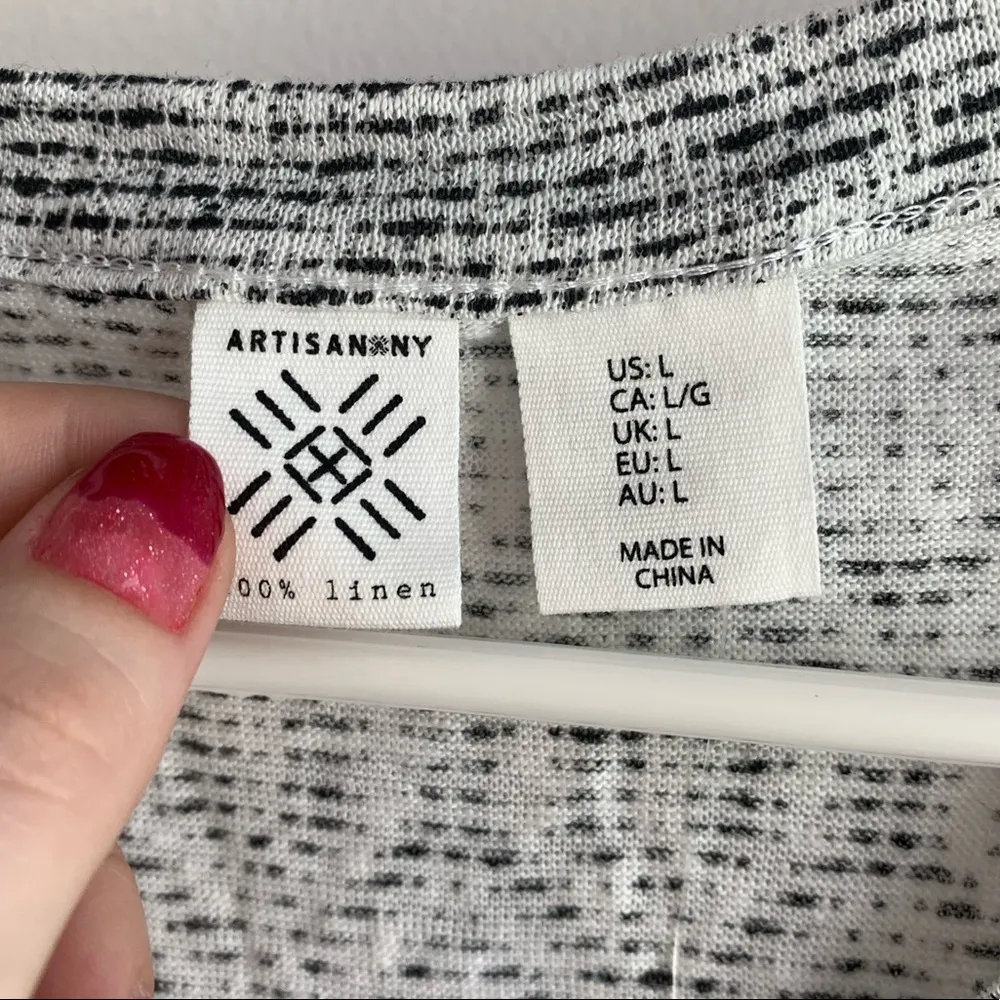 ARTISAN NY
00% linen
US: L
CA: L/G
UK: L
EU: L
AU: L
MADE IN
CHINA